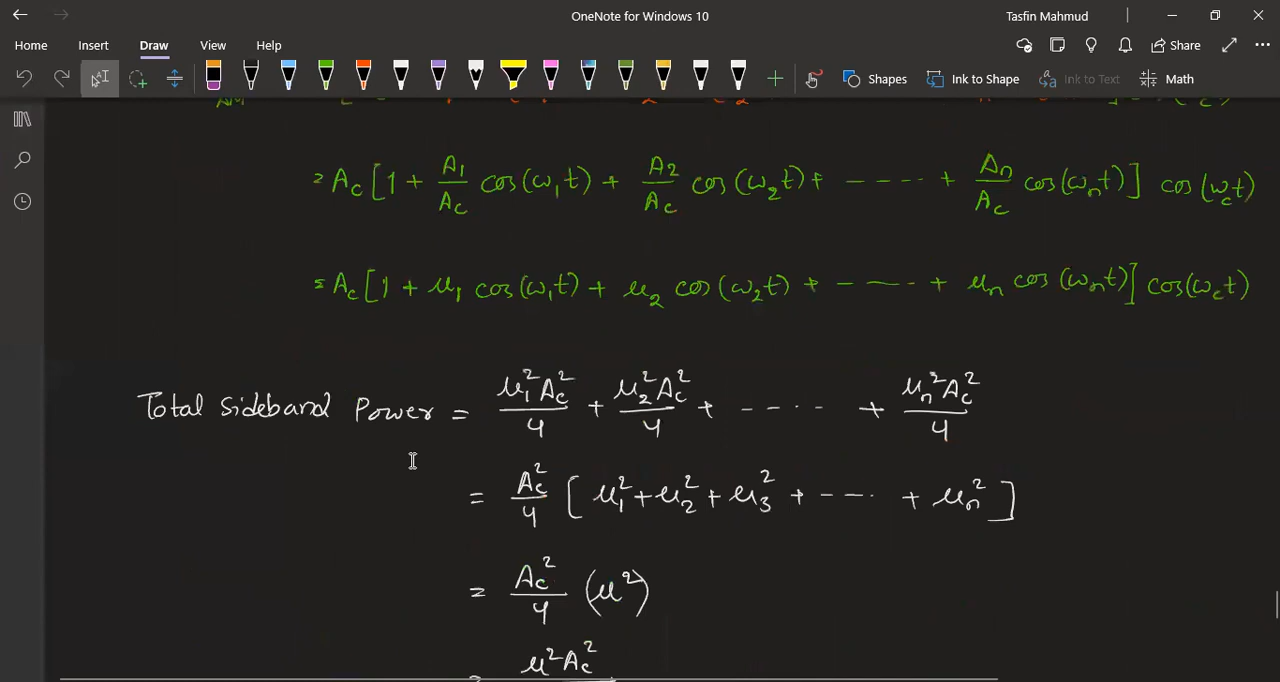 OneNote for Windows 10
Tasfin Mahmud
Home Insert Draw View Help
Share
Shapes Ink to Shape Ink to Text Math
= Ac[1 + A1/Ac cos(ω1t) + A2/Ac cos(ω2t) + ----- + An/Ac cos(ωnt)] cos(ωct)
= Ac[1 + μ1 cos(ω1t) + μ2 cos(ω2t) + ----- + μn cos(ωnt)] cos(ωct)
Total Sideband Power = μ1²Ac²/4 + μ2²Ac²/4 + ----- + μn²Ac²/4
= Ac²/4 [μ1² + μ2² + μ3² + ---- + μn²]
= Ac²/4 (μ²)
= μ²Ac²